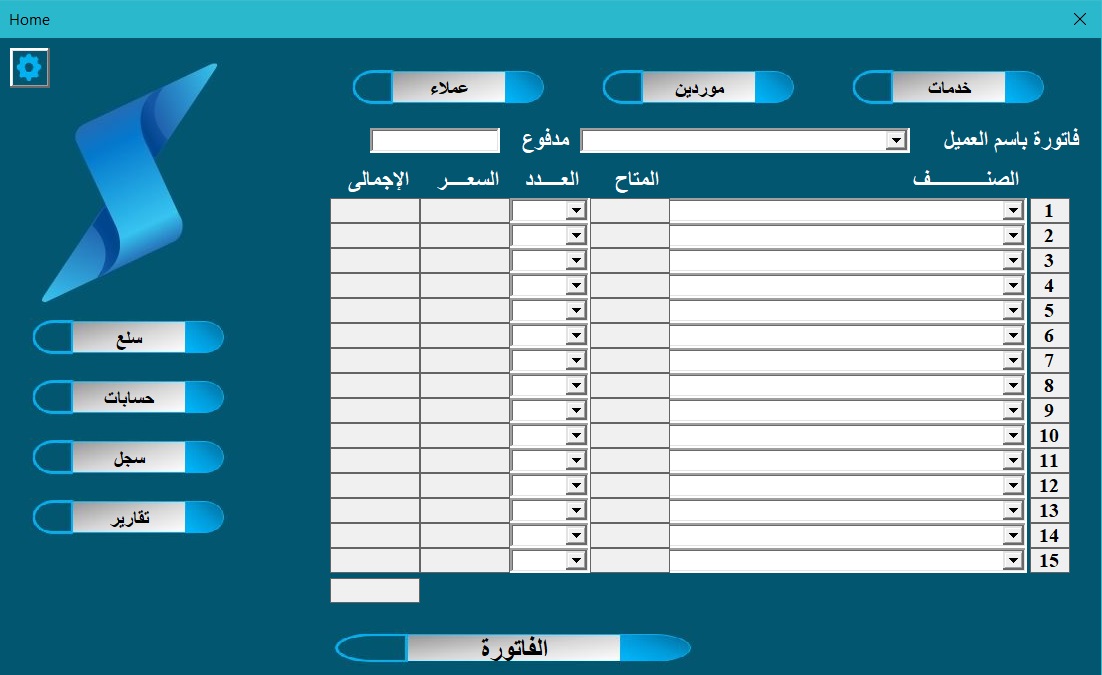 Home
خدمات موردين عملاء
فاتورة باسم العميل مدفوع
الصنـــــــــف المتاح العـــدد السعـــر الإجمالى
1
2
3
4
5
6
7
8
9
10
11
12
13
14
15
سلع
حسابات
سجل
تقارير
الفاتورة